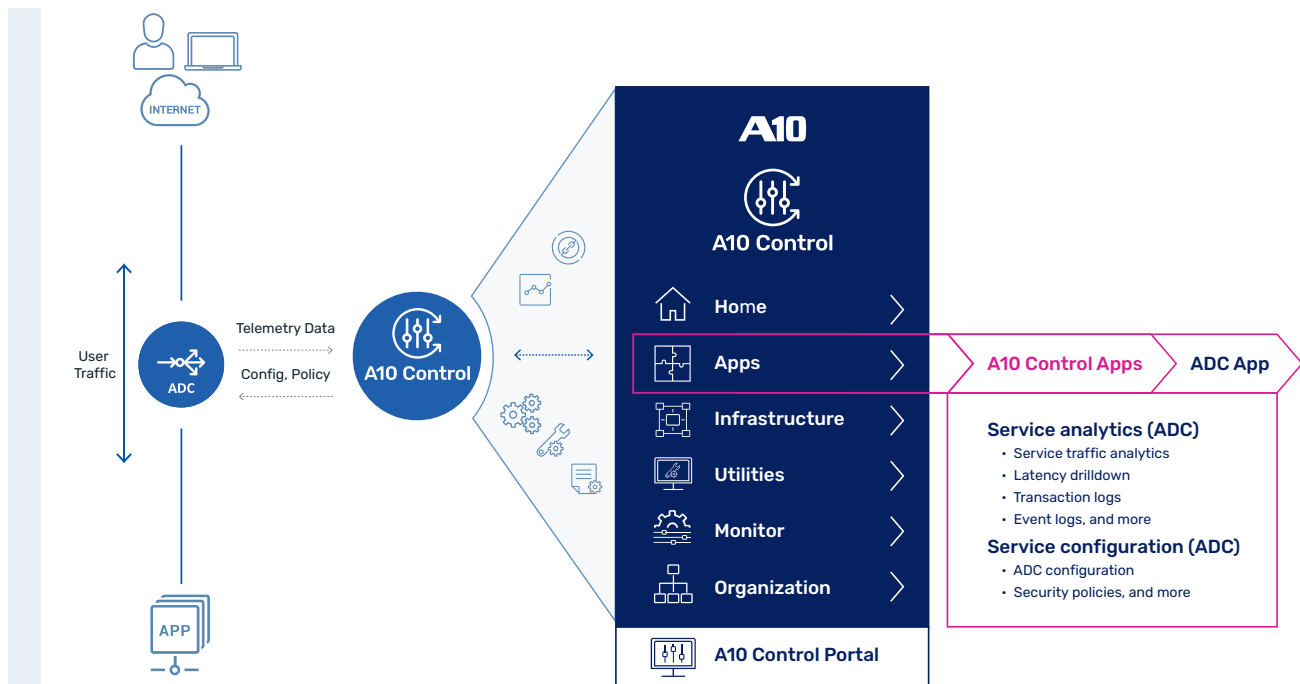 INTERNET
User
Traffic
ADC
Telemetry Data
Config, Policy
A10 Control
A10
A10 Control
Home
Apps
Infrastructure
Utilities
Monitor
Organization
A10 Control Portal
A10 Control Apps
ADC App
Service analytics (ADC)
• Service traffic analytics
• Latency drilldown
• Transaction logs
• Event logs, and more
Service configuration (ADC)
• ADC configuration
• Security policies, and more
APP